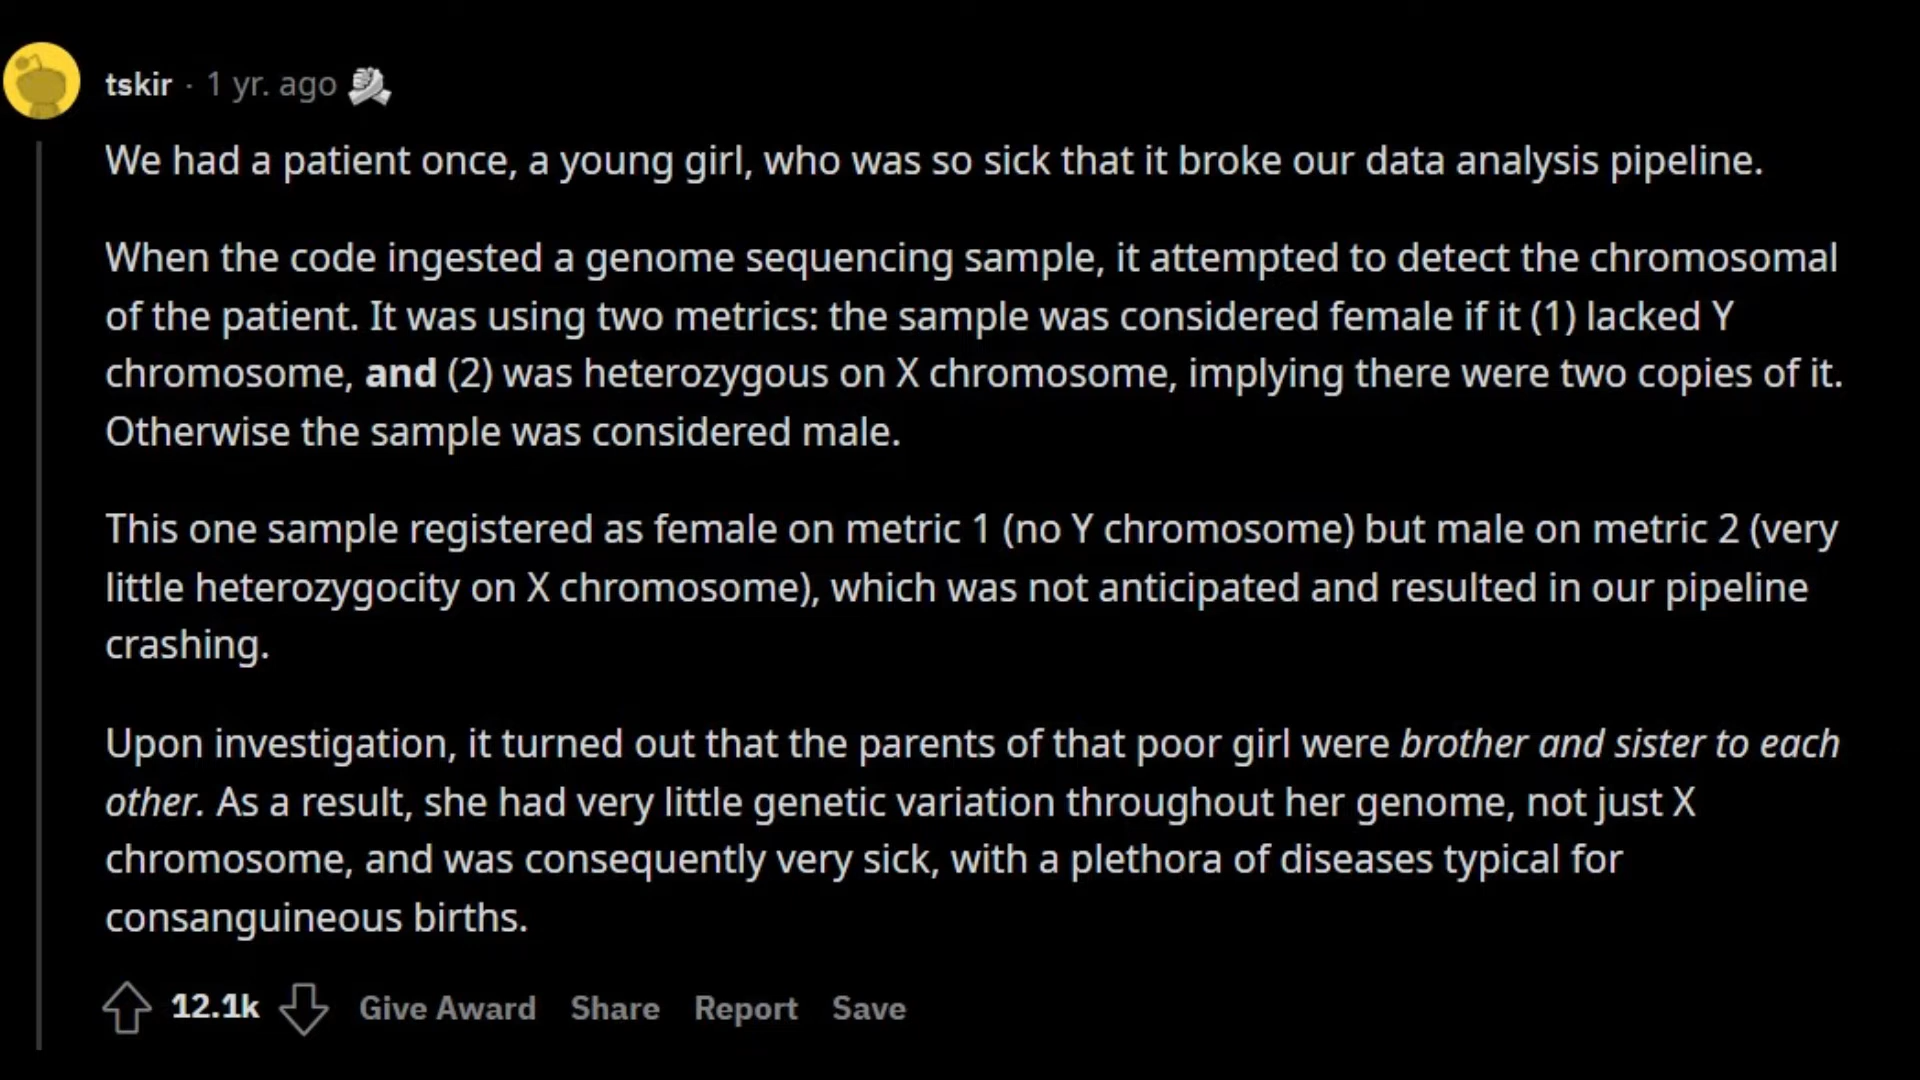 tskir · 1 yr. ago
We had a patient once, a young girl, who was so sick that it broke our data analysis pipeline.
When the code ingested a genome sequencing sample, it attempted to detect the chromosomal
of the patient. It was using two metrics: the sample was considered female if it (1) lacked Y
chromosome, and (2) was heterozygous on X chromosome, implying there were two copies of it.
Otherwise the sample was considered male.
This one sample registered as female on metric 1 (no Y chromosome) but male on metric 2 (very
little heterozygocity on X chromosome), which was not anticipated and resulted in our pipeline
crashing.
Upon investigation, it turned out that the parents of that poor girl were brother and sister to each
other. As a result, she had very little genetic variation throughout her genome, not just X
chromosome, and was consequently very sick, with a plethora of diseases typical for
consanguineous births.
12.1k Give Award Share Report Save